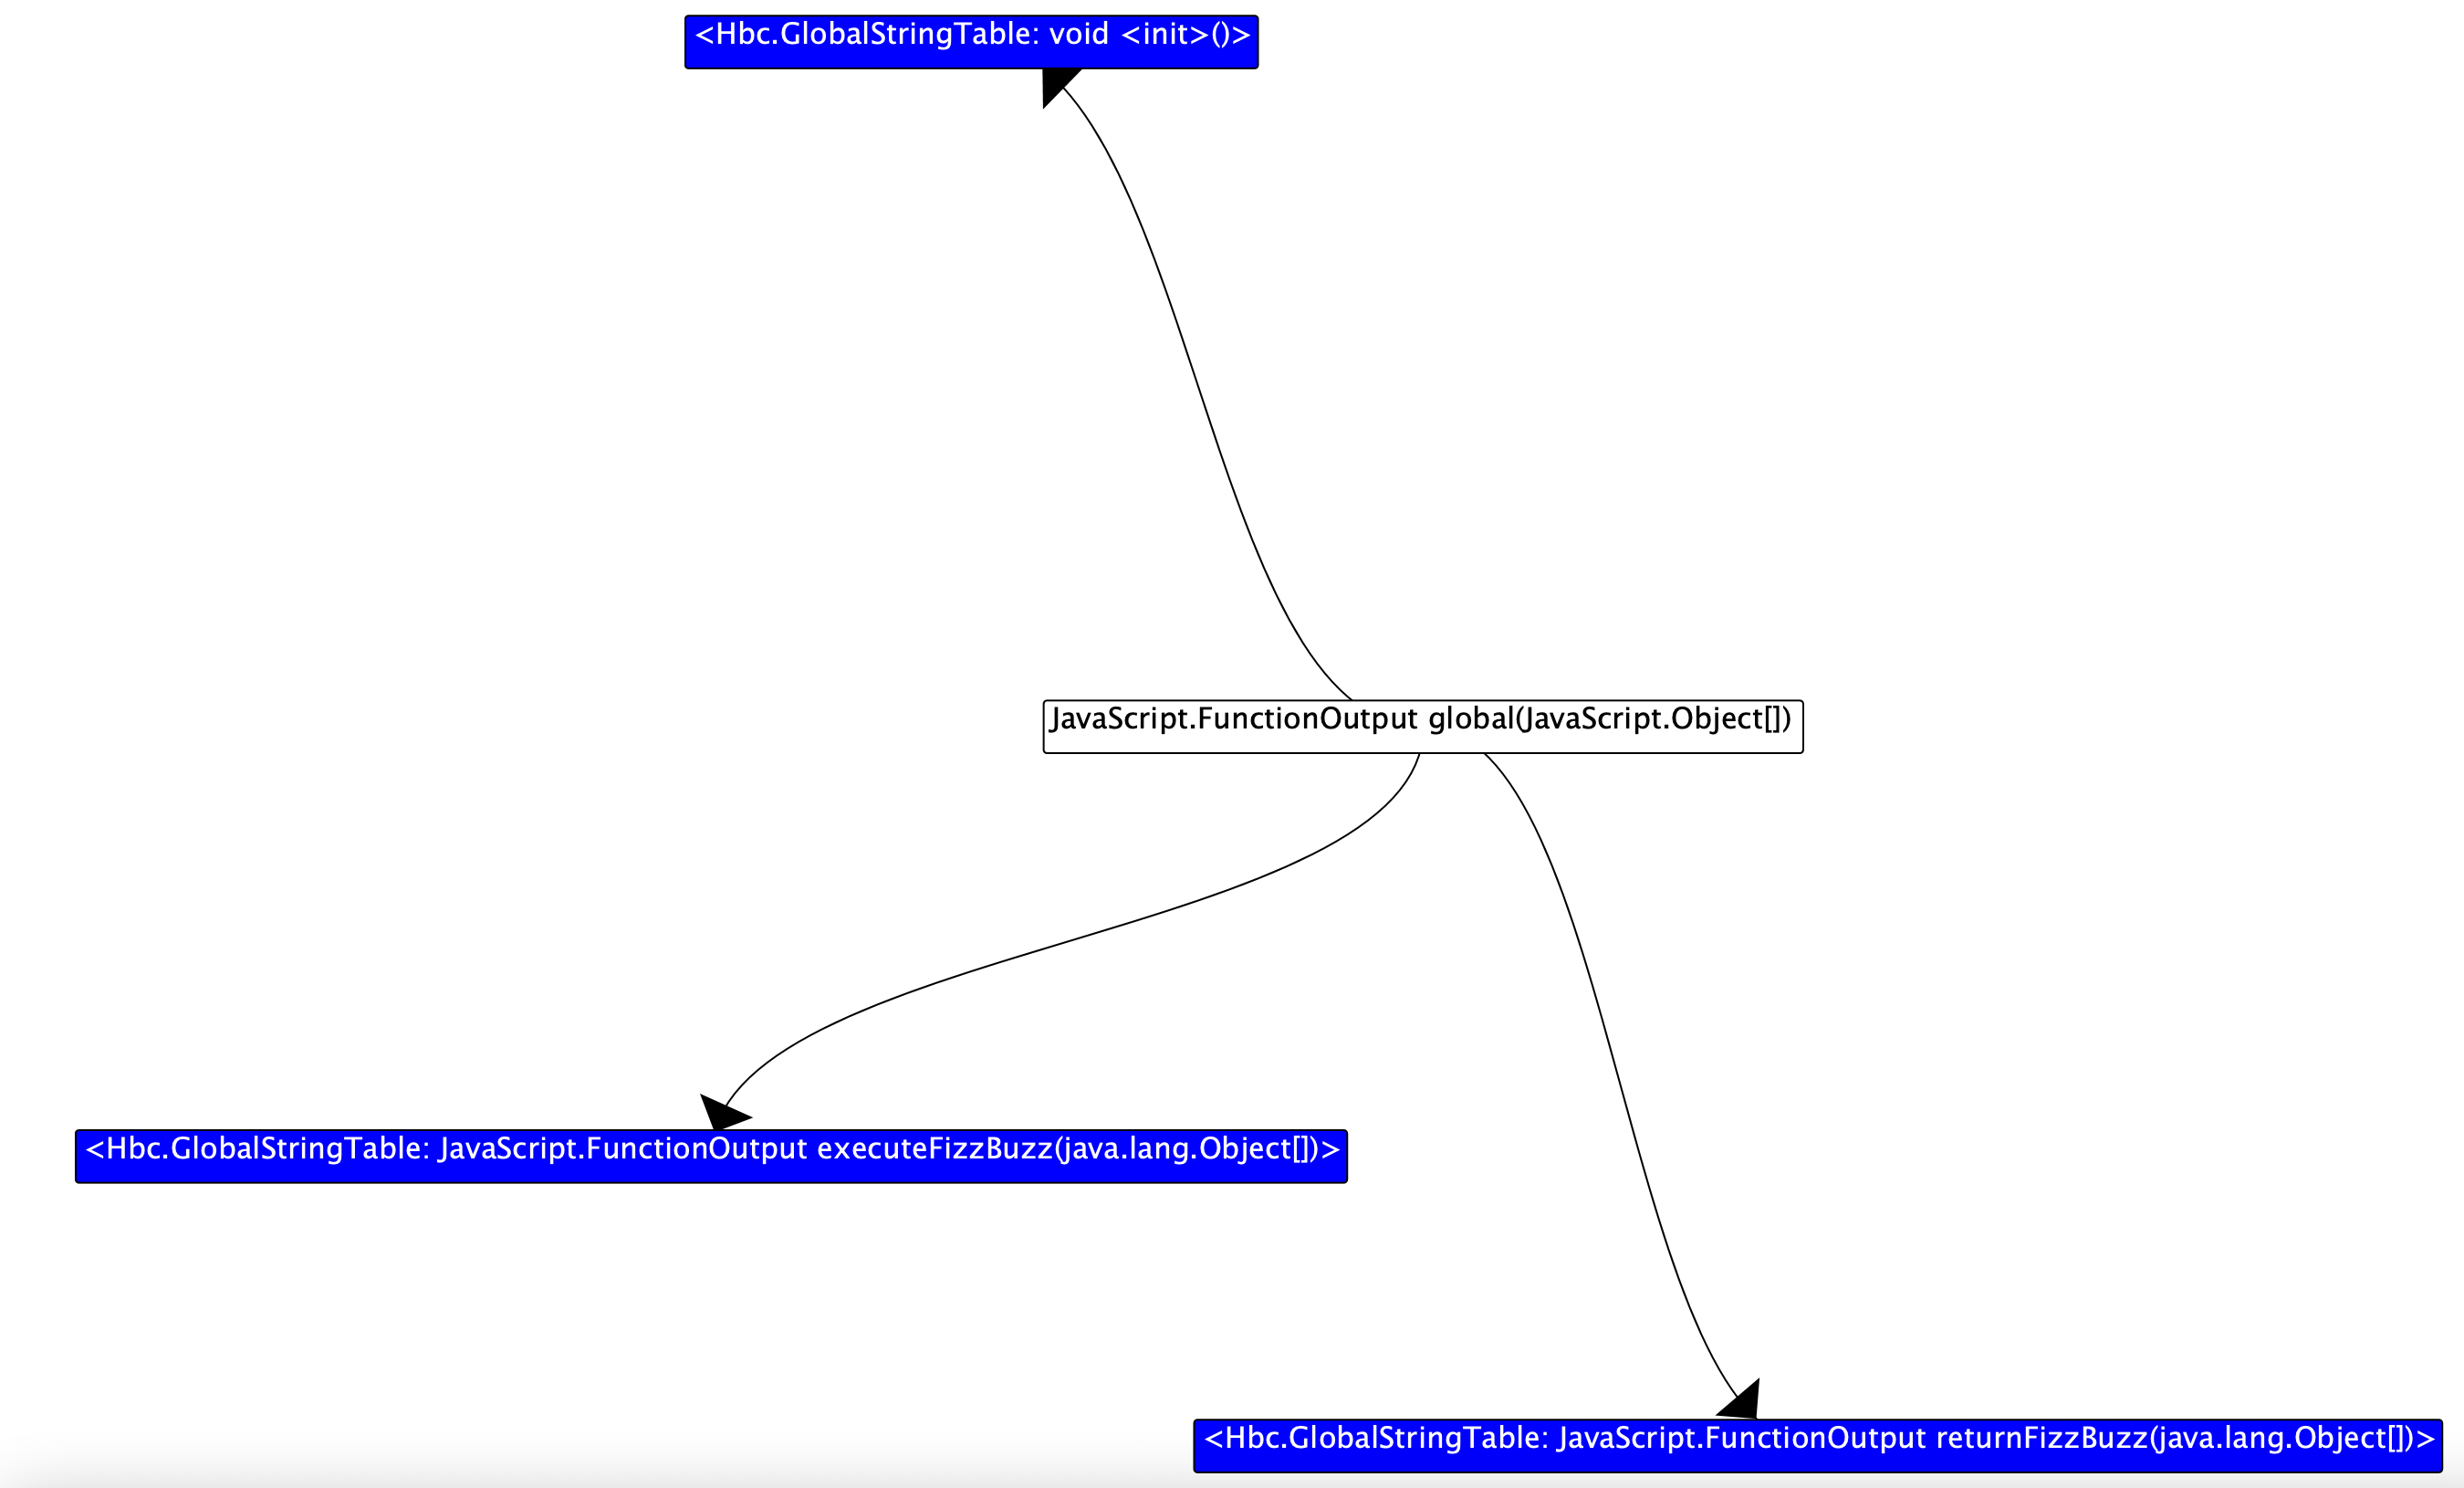 <Hbc.GlobalStringTable: void <init>()>
JavaScript.FunctionOutput global(JavaScript.Object[])
<Hbc.GlobalStringTable: JavaScript.FunctionOutput executeFizzBuzz(java.lang.Object[])>
<Hbc.GlobalStringTable: JavaScript.FunctionOutput returnFizzBuzz(java.lang.Object[])>